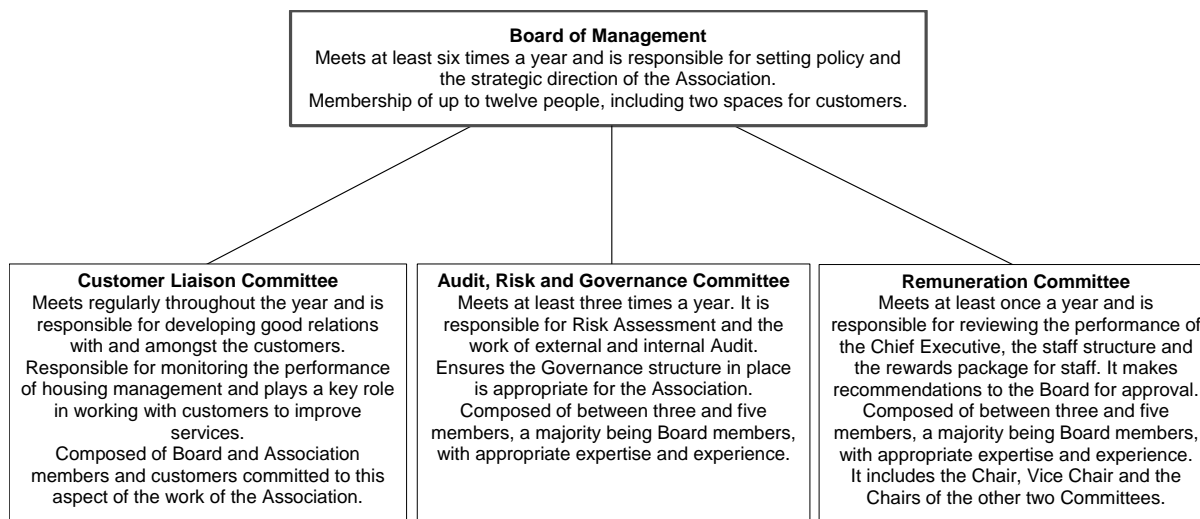 Board of Management
Meets at least six times a year and is responsible for setting policy and
the strategic direction of the Association.
Membership of up to twelve people, including two spaces for customers.
Customer Liaison Committee
Meets regularly throughout the year and is
responsible for developing good relations
with and amongst the customers.
Responsible for monitoring the performance
of housing management and plays a key role
in working with customers to improve
services.
Composed of Board and Association
members and customers committed to this
aspect of the work of the Association.
Audit, Risk and Governance Committee
Meets at least three times a year. It is
responsible for Risk Assessment and the
work of external and internal Audit.
Ensures the Governance structure in place
is appropriate for the Association.
Composed of between three and five
members, a majority being Board members,
with appropriate expertise and experience.
Remuneration Committee
Meets at least once a year and is
responsible for reviewing the performance of
the Chief Executive, the staff structure and
the rewards package for staff. It makes
recommendations to the Board for approval.
Composed of between three and five
members, a majority being Board members,
with appropriate expertise and experience.
It includes the Chair, Vice Chair and the
Chairs of the other two Committees.